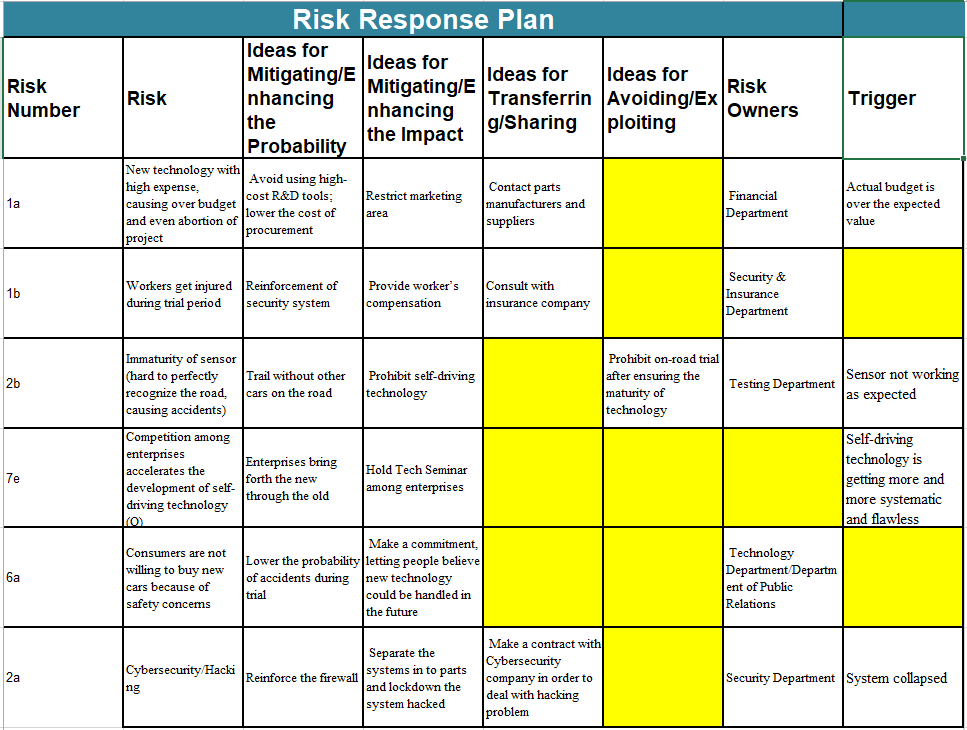 Risk Response Plan
Risk
Number
Risk
Ideas for
Mitigating/E
nhancing
the
Probability
Ideas for
Mitigating/E
nhancing
the Impact
Ideas for
Transferrin
g/Sharing
Ideas for
Avoiding/Ex
ploiting
Risk
Owners
Trigger
1a
New technology with
high expense,
causing over budget
and even abortion of
project
Avoid using high-
cost R&D tools;
lower the cost of
procurement
Restrict marketing
area
Contact parts
manufacturers and
suppliers
Financial
Department
Actual budget is
over the expected
value
1b
Workers get injured
during trial period
Reinforcement of
security system
Provide worker's
compensation
Consult with
insurance company
Security &
Insurance
Department
2b
Immaturity of sensor
(hard to perfectly
recognize the road,
causing accidents)
Trail without other
cars on the road
Prohibit self-driving
technology
Prohibit on-road trial
after ensuring the
maturity of
technology
Testing Department
Sensor not working
as expected
7e
Competition among
enterprises
accelerates the
development of self-
driving technology
(O)
Enterprises bring
forth the new
through the old
Hold Tech Seminar
among enterprises
Self-driving
technology is
getting more and
more systematic
and flawless
6a
Consumers are not
willing to buy new
cars because of
safety concerns
Lower the probability
of accidents during
trial
Make a commitment,
letting people believe
new technology
could be handled in
the future
Technology
Department/Departm
ent of Public
Relations
2a
Cybersecurity/Hacki
ng
Reinforce the firewall
Separate the
systems in to parts
and lockdown the
system hacked
Make a contract with
Cybersecurity
company in order to
deal with hacking
problem
Security Department
System collapsed